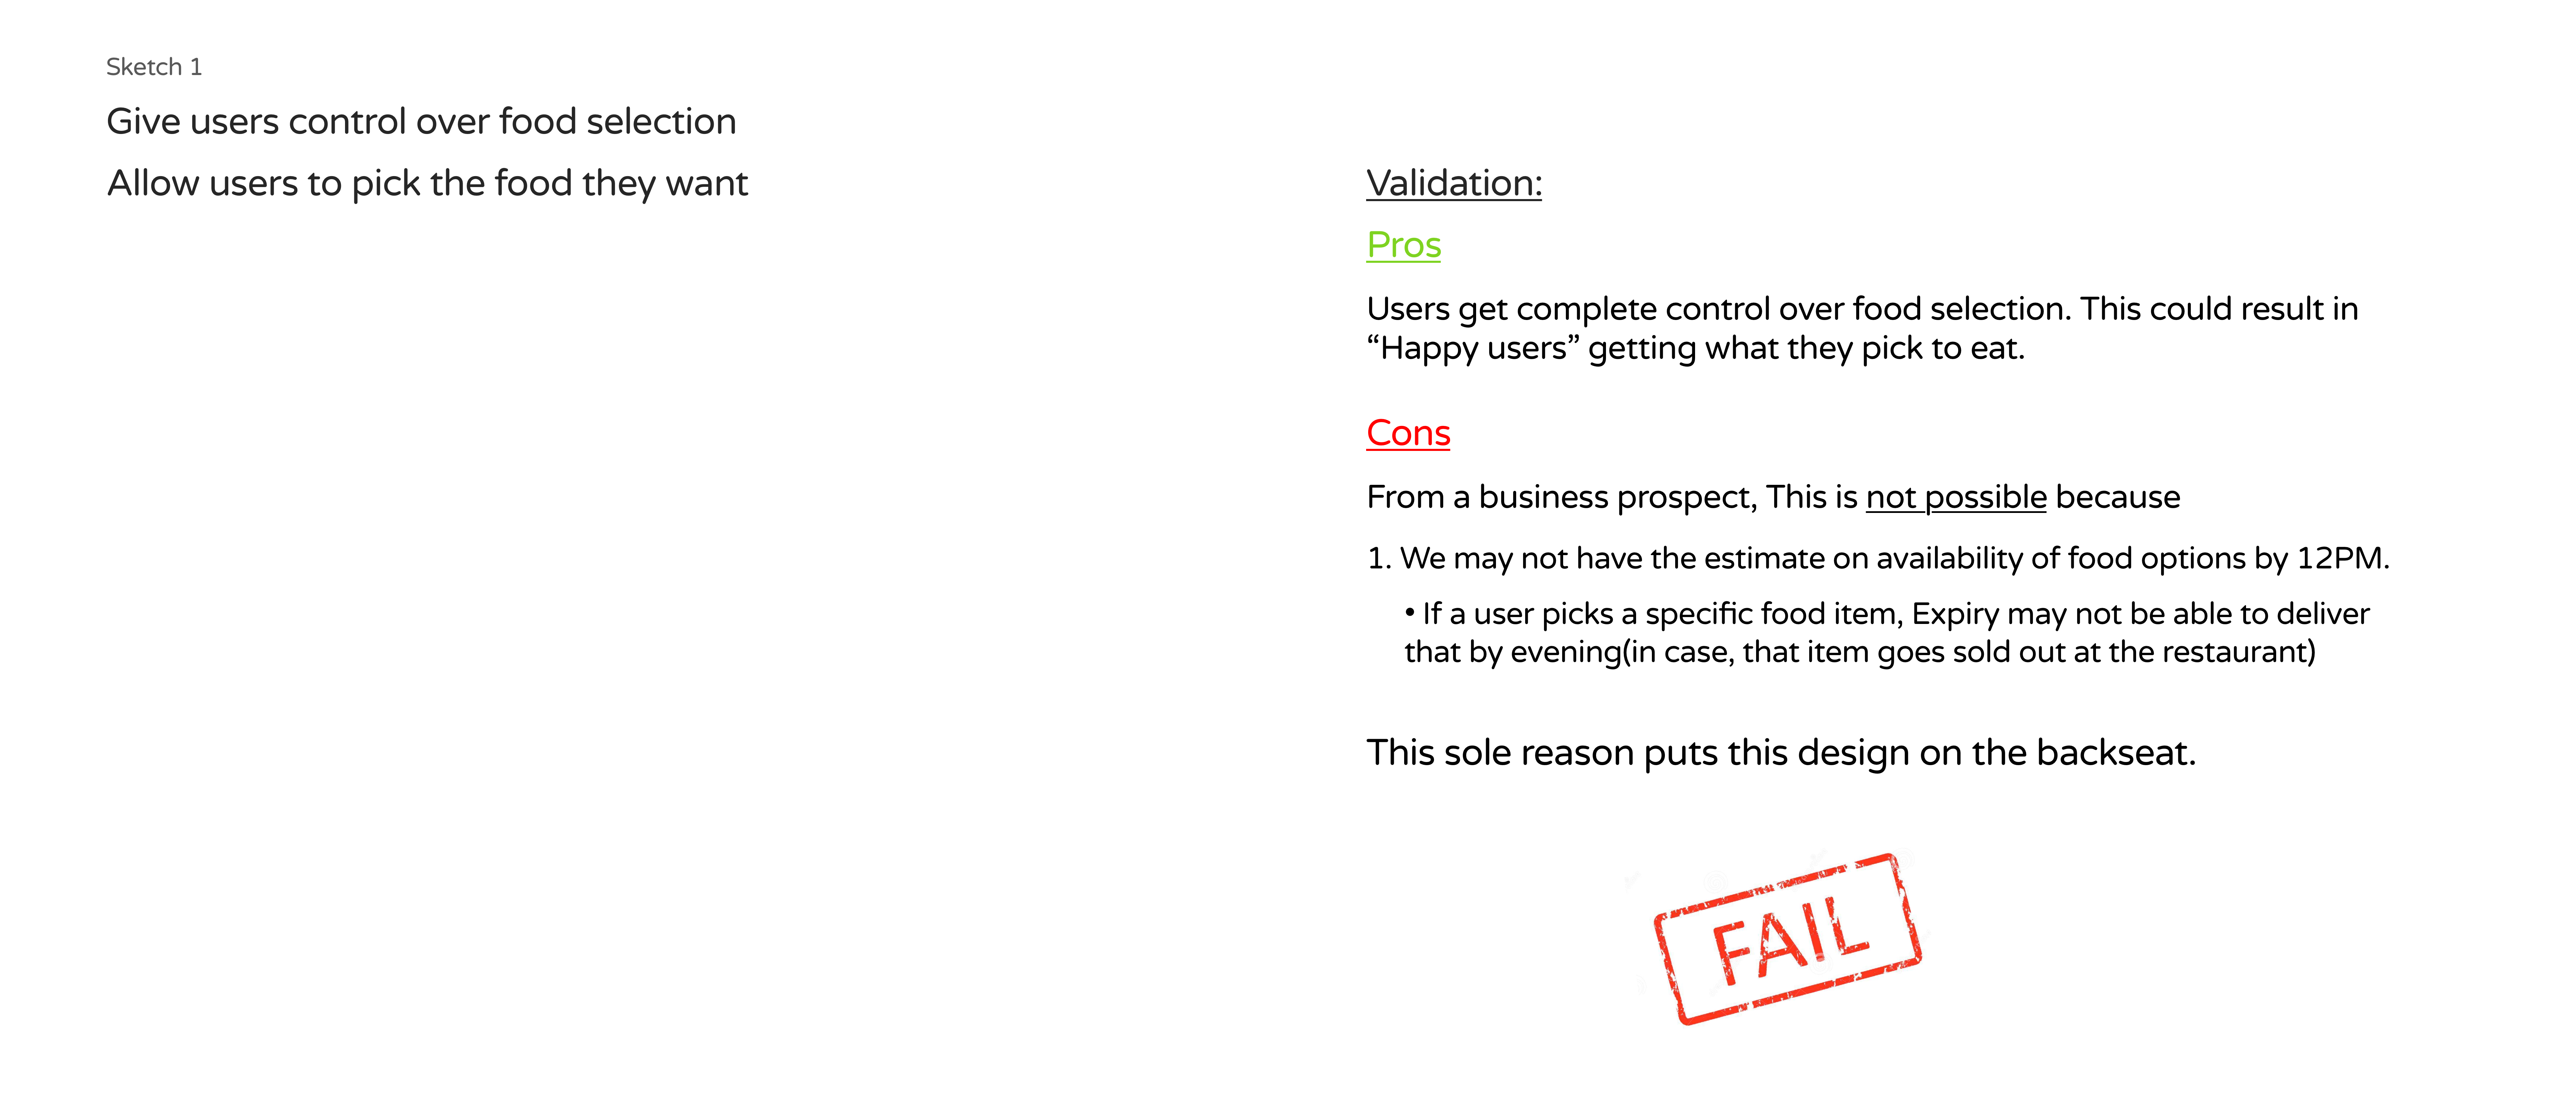 Sketch 1
Give users control over food selection
Allow users to pick the food they want
Validation:
Pros
Users get complete control over food selection. This could result in
“Happy users” getting what they pick to eat.
Cons
From a business prospect, This is not possible because
1. We may not have the estimate on availability of food options by 12PM.
• If a user picks a specific food item, Expiry may not be able to deliver
that by evening(in case, that item goes sold out at the restaurant)
This sole reason puts this design on the backseat.
FAIL